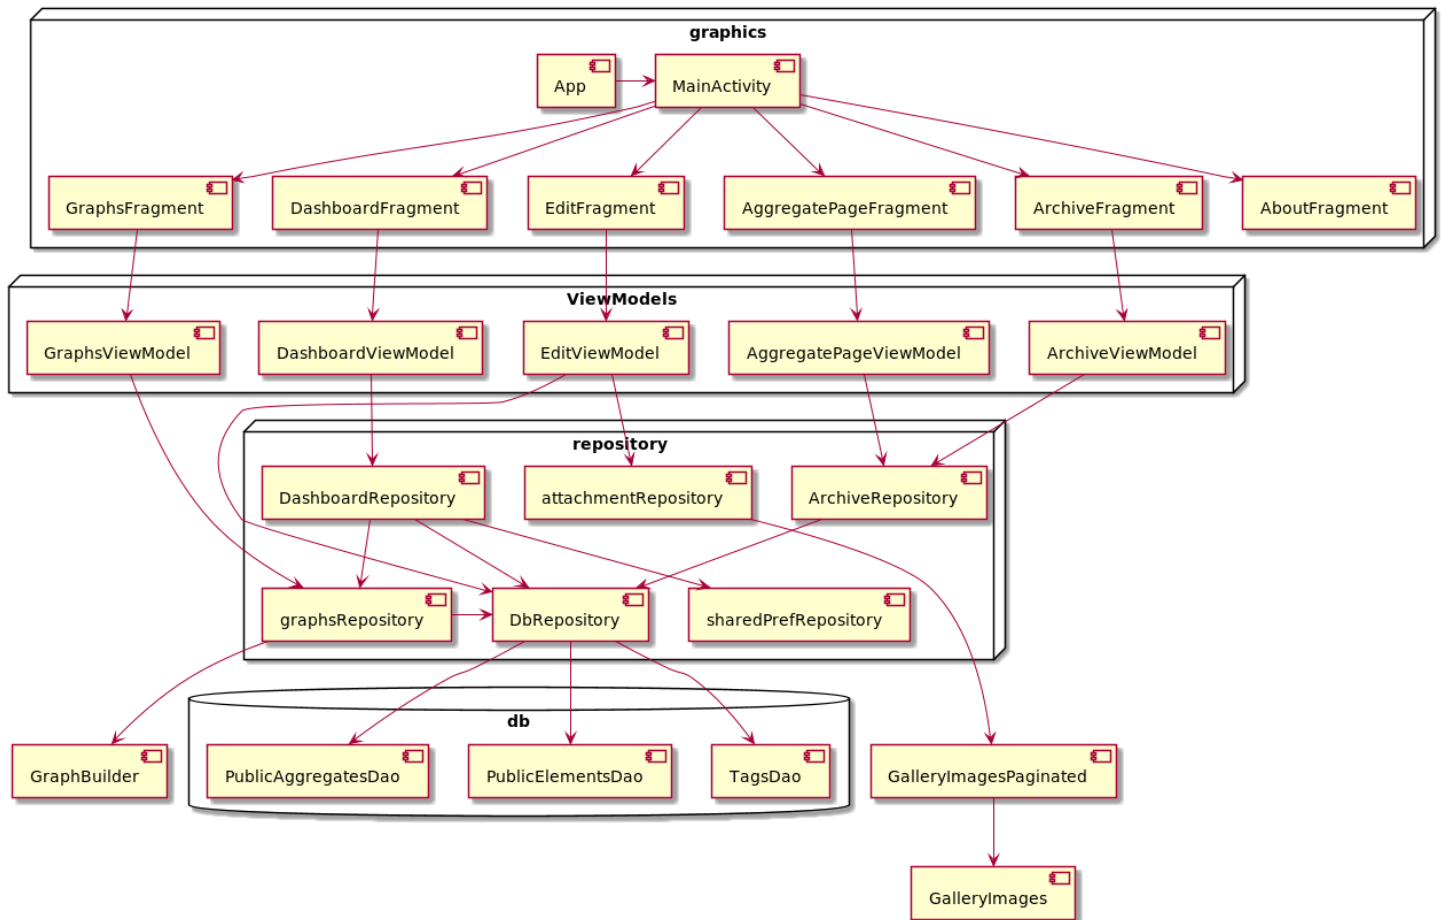 graphics
App
MainActivity
GraphsFragment
DashboardFragment
EditFragment
AggregatePageFragment
ArchiveFragment
AboutFragment
ViewModels
GraphsViewModel
DashboardViewModel
EditViewModel
AggregatePageViewModel
ArchiveViewModel
repository
DashboardRepository
attachmentRepository
ArchiveRepository
graphsRepository
DbRepository
sharedPrefRepository
db
GraphBuilder
PublicAggregatesDao
PublicElementsDao
TagsDao
GalleryImagesPaginated
GalleryImages